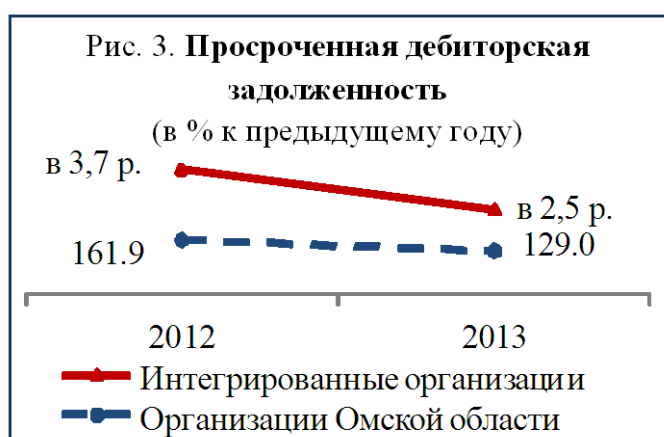 Рис. 3. Просроченная дебиторская
задолженность
(в % к предыдущему году)
в 3,7 р.
в 2,5 р.
161.9
129.0
2012
2013
Интегрированные организации
Организации Омской области